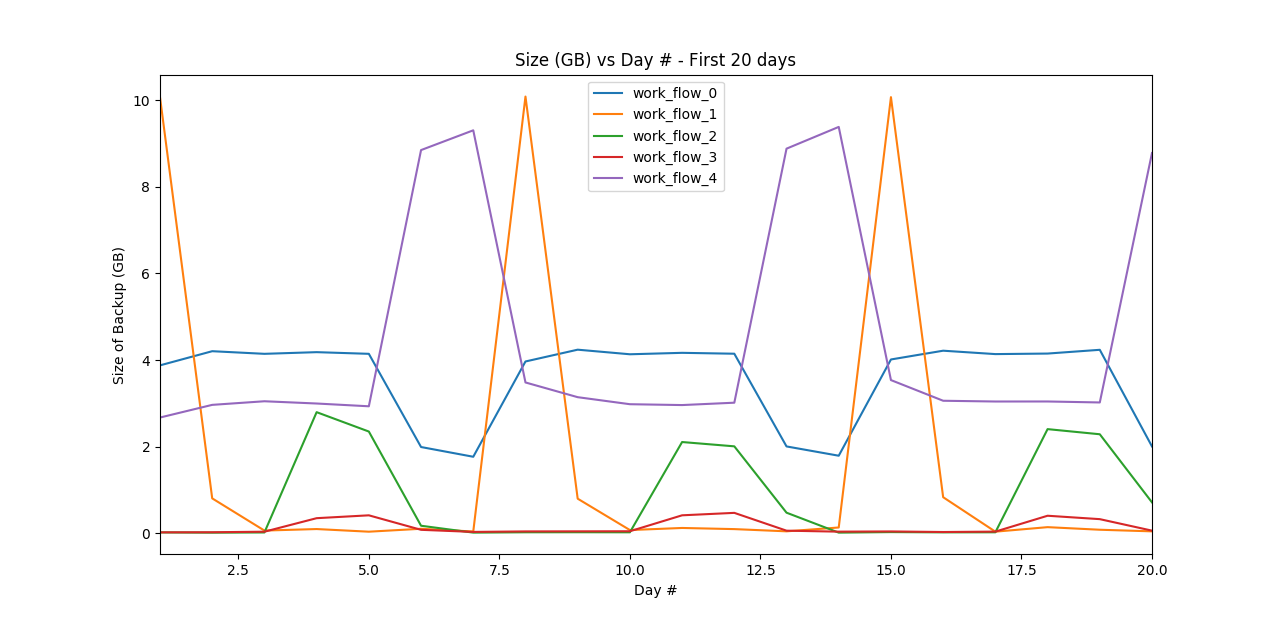 Size (GB) vs Day # - First 20 days
work_flow_0
work_flow_1
work_flow_2
work_flow_3
work_flow_4
Size of Backup (GB)
10
8
6
4
2
0
2.5 5.0 7.5 10.0 12.5 15.0 17.5 20.0
Day #